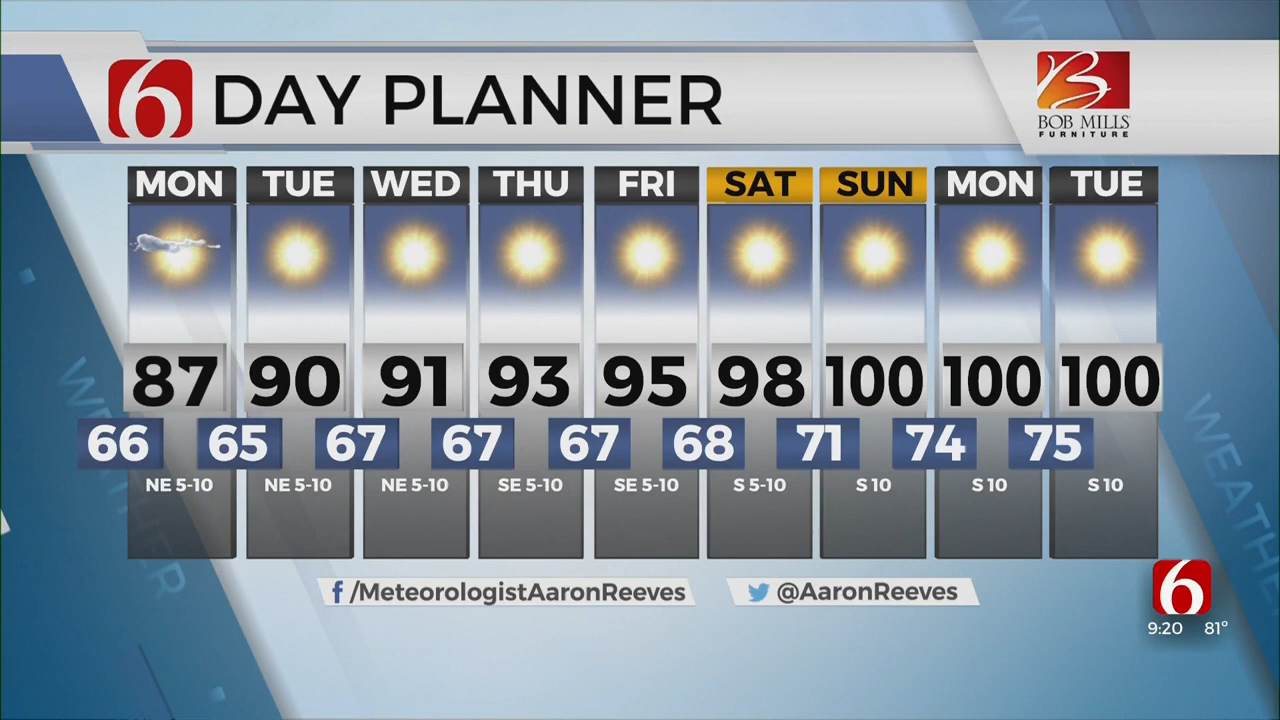 6 DAY PLANNER
BOB MILLS
FURNITURE
MON TUE WED THU FRI SAT SUN MON TUE
87 90 91 93 95 98 100 100 100
66 65 67 67 67 68 71 74 75
NE 5-10 NE 5-10 NE 5-10 SE 5-10 SE 5-10 S 5-10 S 10 S 10 S 10
f /MeteorologistAaronReeves @AaronReeves
6
9:20 81°
WEATHER
WEATHER